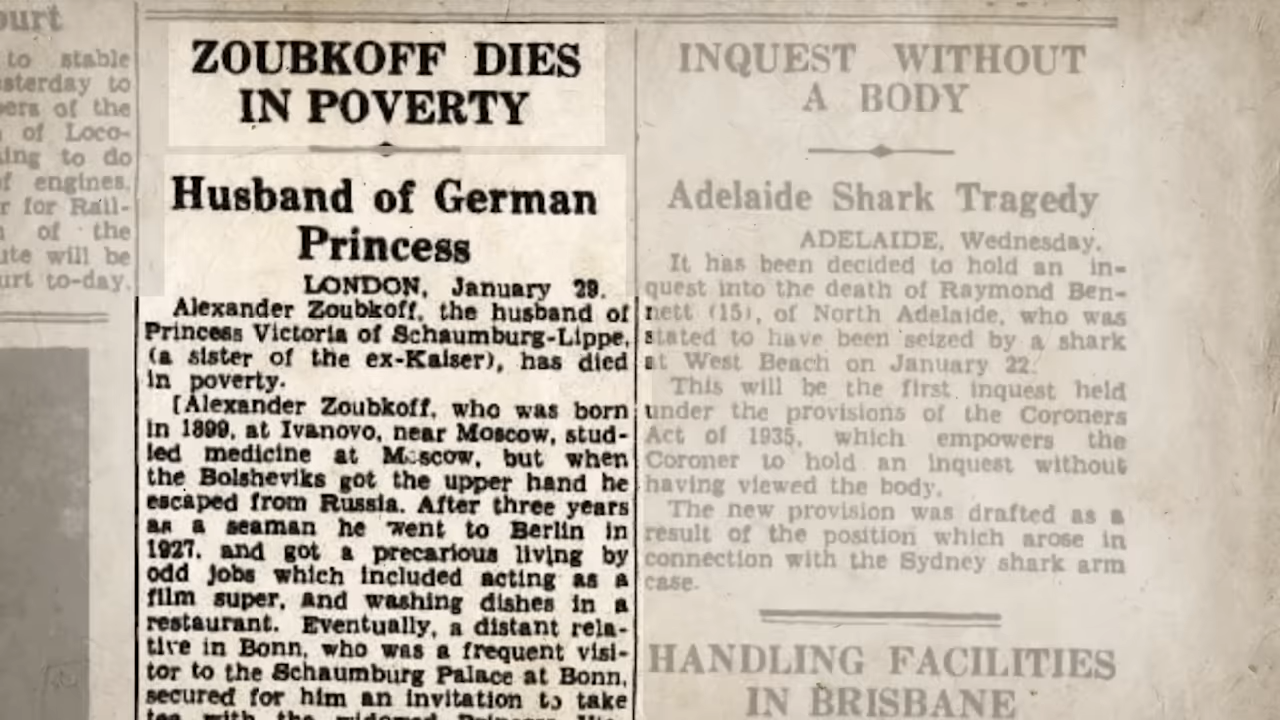 ourt
to stable
sterday to
pers of the
of Loco-
ing to do
f engines.
r for Rail-
of the
ute will be
urt to-day.
ZOUBKOFF DIES
IN POVERTY
Husband of German
Princess
LONDON, January 29.
Alexander Zoubkoff, the husband of
Princess Victoria of Schaumburg-Lippe,
(a sister of the ex-Kaiser), has died
in poverty.
[Alexander Zoubkoff, who was born
in 1899, at Ivanovo, near Moscow, stud-
ied medicine at Moscow, but when
the Bolsheviks got the upper hand he
escaped from Russia. After three years
as a seaman he went to Berlin in
1927, and got a precarious living by
odd jobs which included acting as a
film super, and washing dishes in a
restaurant. Eventually, a distant rela-
tive in Bonn, who was a frequent visi-
tor to the Schaumburg Palace at Bonn,
secured for him an invitation to take
tea with the widowed Princess
INQUEST WITHOUT
A BODY
Adelaide Shark Tragedy
ADELAIDE, Wednesday.
It has been decided to hold an in-
quest into the death of Raymond Ben-
nett (15), of North Adelaide, who was
stated to have been seized by a shark
at West Beach on January 22.
This will be the first inquest held
under the provisions of the Coroners
Act of 1935, which empowers the
Coroner to hold an inquest without
having viewed the body.
The new provision was drafted as a
result of the position which arose in
connection with the Sydney shark arm
case.
HANDLING FACILITIES
IN BRISBANE